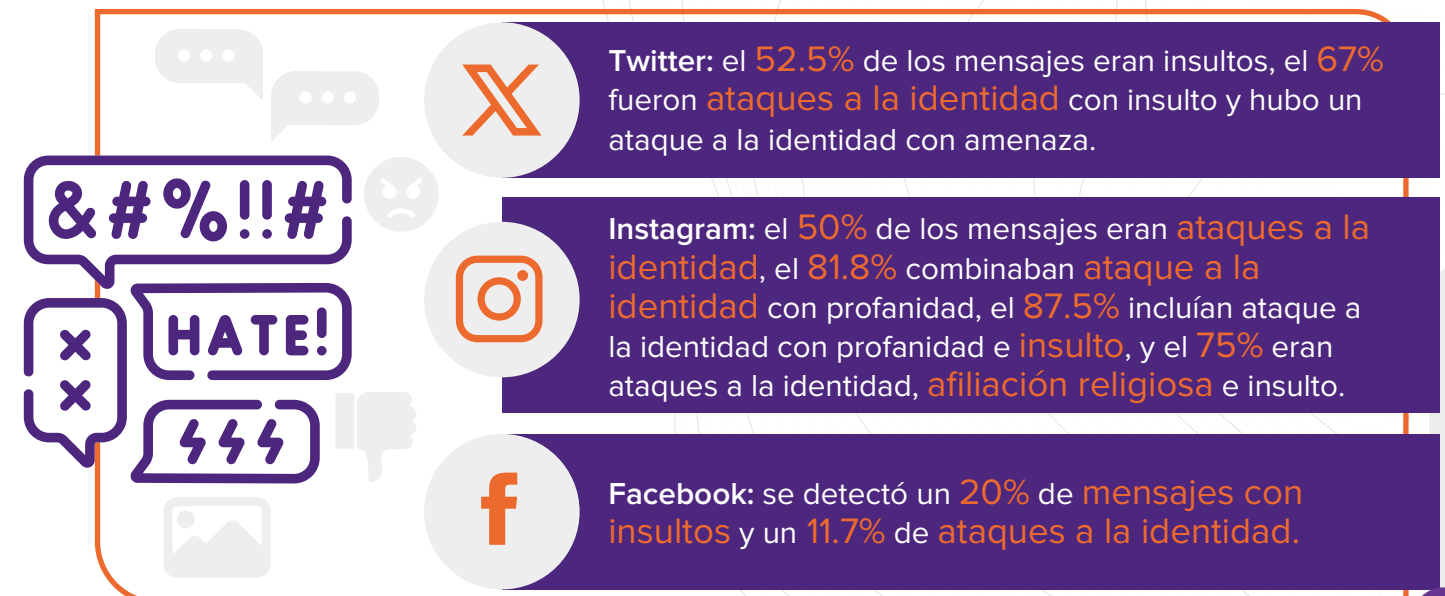 Twitter: el 52.5% de los mensajes eran insultos, el 67%
fueron ataques a la identidad con insulto y hubo un
ataque a la identidad con amenaza.
&#%!!#
Instagram: el 50% de los mensajes eran ataques a la
identidad, el 81.8% combinaban ataque a la
identidad con profanidad, el 87.5% incluían ataque a
la identidad con profanidad e insulto, y el 75% eran
ataques a la identidad, afiliación religiosa e insulto.
HATE!
Facebook: se detectó un 20% de mensajes con
insultos y un 11.7% de ataques a la identidad.